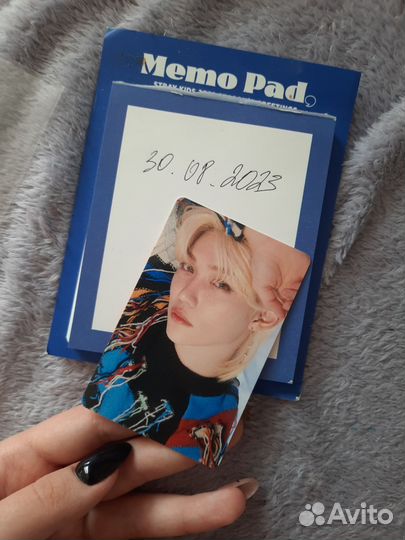 Memo Pad
STRAY KIDS
30.08.2023
Avito